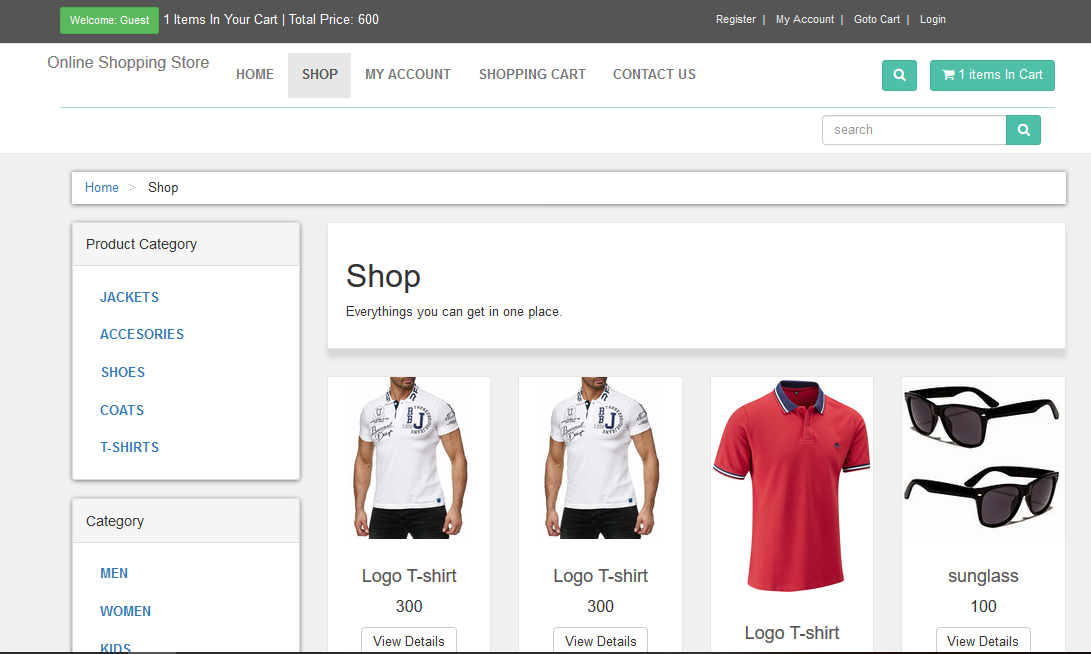 Welcome: Guest 1 Items In Your Cart | Total Price: 600
Register | My Account | Goto Cart | Login
Online Shopping Store
HOME SHOP MY ACCOUNT SHOPPING CART CONTACT US
1 items In Cart
search
Home > Shop
Product Category
JACKETS
ACCESORIES
SHOES
COATS
T-SHIRTS
Category
MEN
WOMEN
KIDS
Shop
Everythings you can get in one place.
Logo T-shirt
300
View Details
Logo T-shirt
300
View Details
Logo T-shirt
sunglass
100
View Details